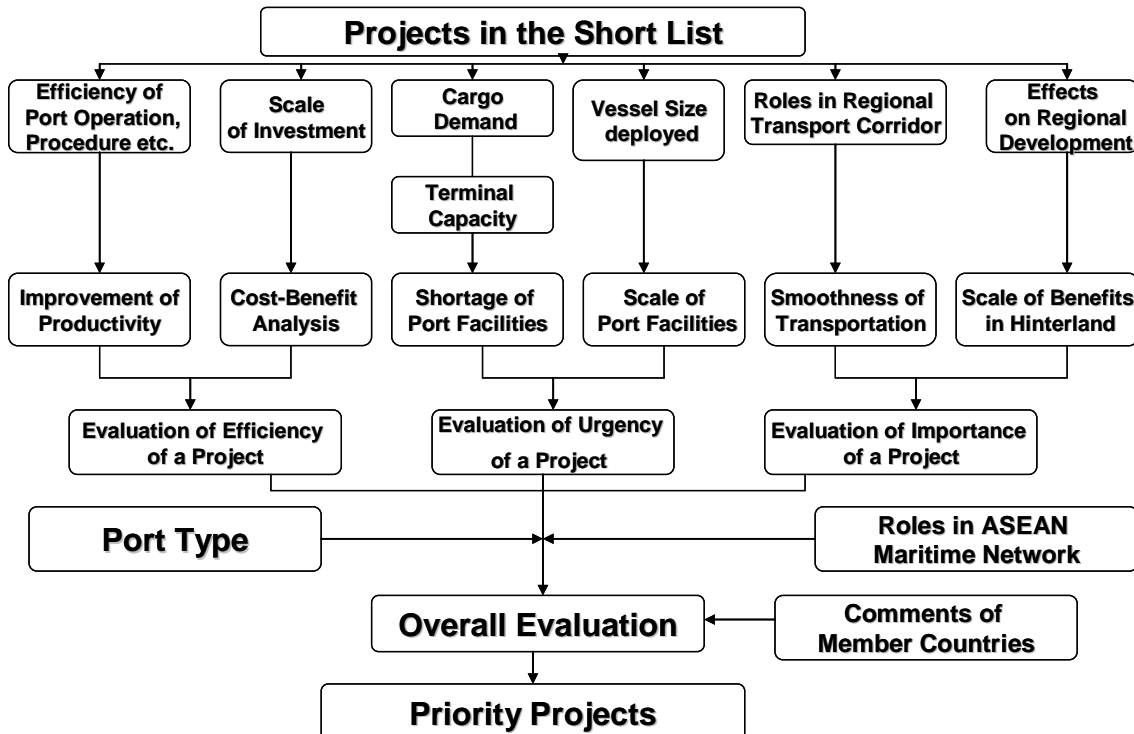 Projects in the Short List
Efficiency of
Port Operation,
Procedure etc.
Scale
of Investment
Cargo
Demand
Vessel Size
deployed
Roles in Regional
Transport Corridor
Effects
on Regional
Development
Terminal
Capacity
Improvement of
Productivity
Cost-Benefit
Analysis
Shortage of
Port Facilities
Scale of
Port Facilities
Smoothness of
Transportation
Scale of Benefits
in Hinterland
Evaluation of Efficiency
of a Project
Evaluation of Urgency
of a Project
Evaluation of Importance
of a Project
Port Type
Roles in ASEAN
Maritime Network
Overall Evaluation
Comments of
Member Countries
Priority Projects